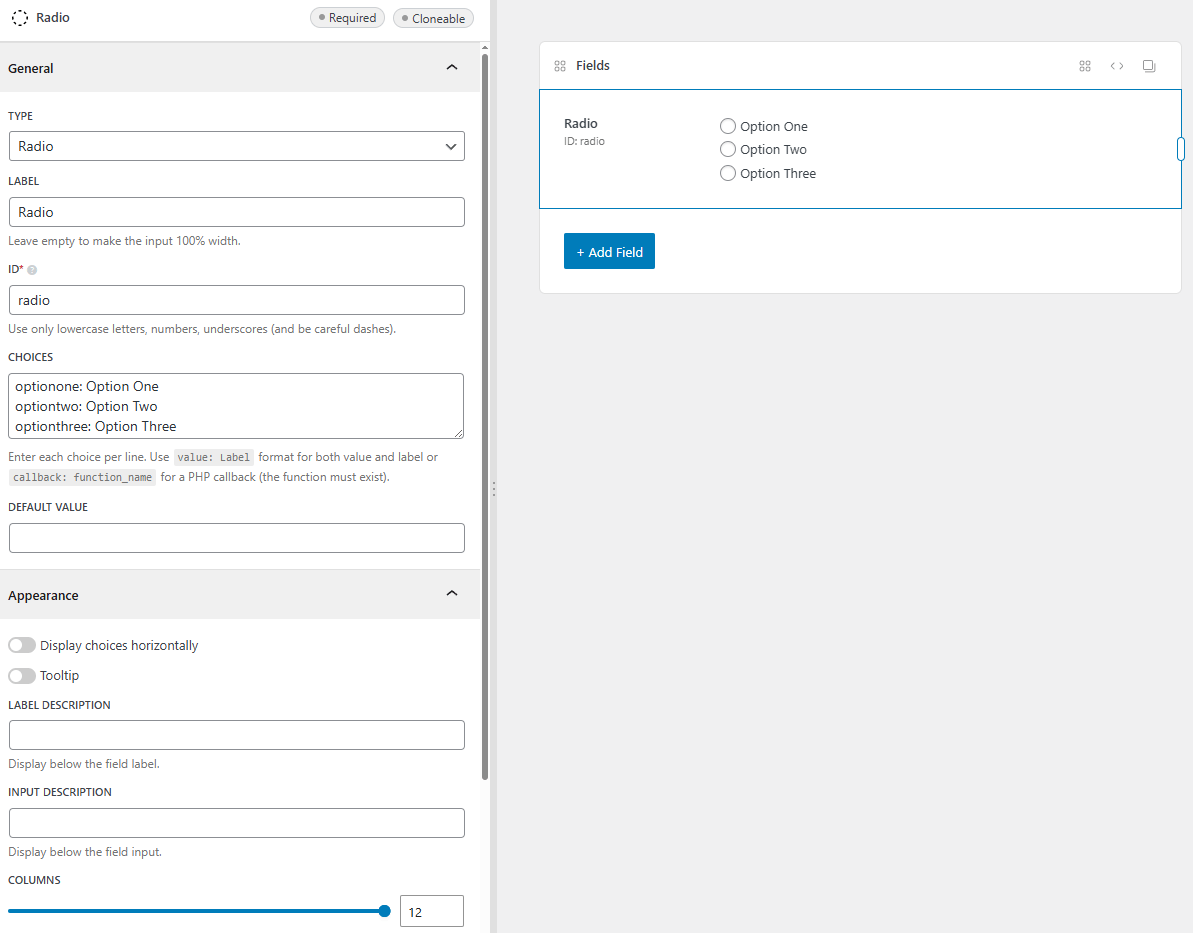 Radio
Required
Cloneable
General
TYPE
Radio
LABEL
Radio
Leave empty to make the input 100% width.
ID*
radio
Use only lowercase letters, numbers, underscores (and be careful dashes).
CHOICES
optionone: Option One
optiontwo: Option Two
optionthree: Option Three
Enter each choice per line. Use value: Label format for both value and label or
callback: function_name for a PHP callback (the function must exist).
DEFAULT VALUE
Appearance
Display choices horizontally
Tooltip
LABEL DESCRIPTION
Display below the field label.
INPUT DESCRIPTION
Display below the field input.
COLUMNS
12
Fields
Radio
ID: radio
Option One
Option Two
Option Three
+ Add Field